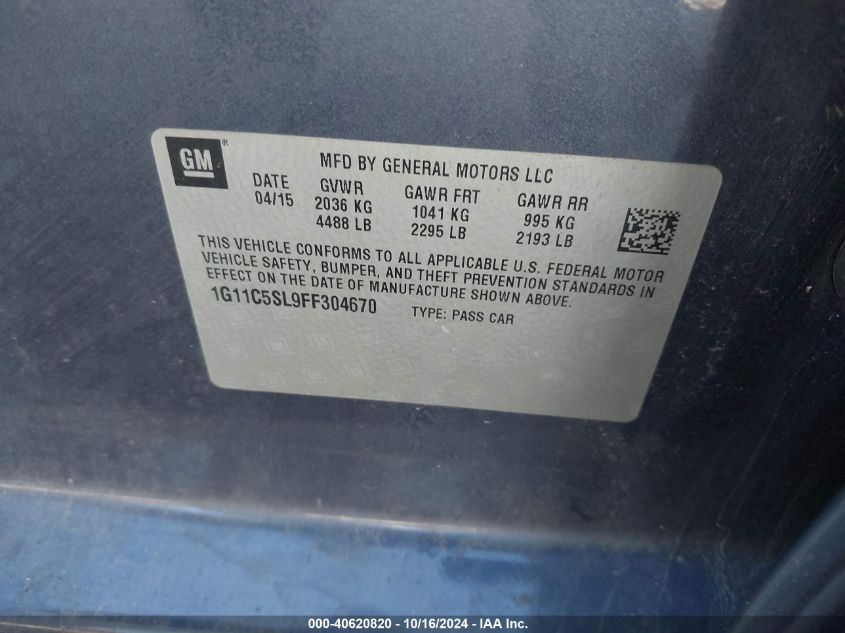 GM®
MFD BY GENERAL MOTORS LLC
DATE GVWR GAWR FRT GAWR RR
04/15 2036 KG 1041 KG 995 KG
4488 LB 2295 LB 2193 LB
THIS VEHICLE CONFORMS TO ALL APPLICABLE U.S. FEDERAL MOTOR
VEHICLE SAFETY, BUMPER, AND THEFT PREVENTION STANDARDS IN
EFFECT ON THE DATE OF MANUFACTURE SHOWN ABOVE.
1G11C5SL9FF304670 TYPE: PASS CAR
000-40620820 - 10/16/2024 - IAA Inc.